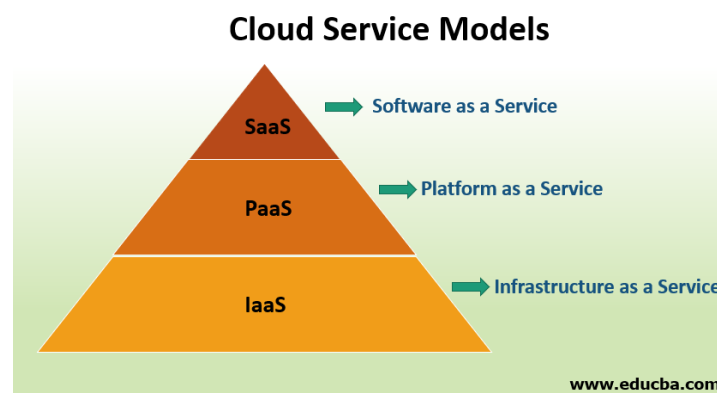 Cloud Service Models
SaaS
Software as a Service
PaaS
Platform as a Service
IaaS
Infrastructure as a Service
www.educba.com